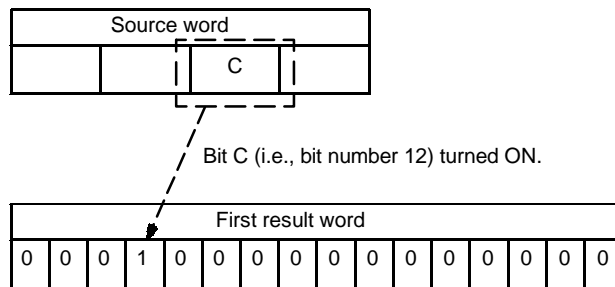 Source word
C
Bit C (i.e., bit number 12) turned ON.
First result word
0 0 0 1 0 0 0 0 0 0 0 0 0 0 0 0